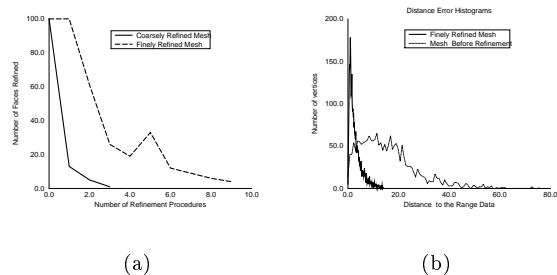 100.0
80.0
60.0
40.0
20.0
0.0
Number of Faces Refined
Coarsely Refined Mesh
Finely Refined Mesh
0.0 2.0 4.0 6.0 8.0 10.0
Number of Refinement Procedures
(a)
Distance Error Histograms
200.0
150.0
100.0
50.0
0.0
Number of vertices
Finely Refined Mesh
Mesh Before Refinement
0.0 20.0 40.0 60.0 80.0
Distance to the Range Data
(b)